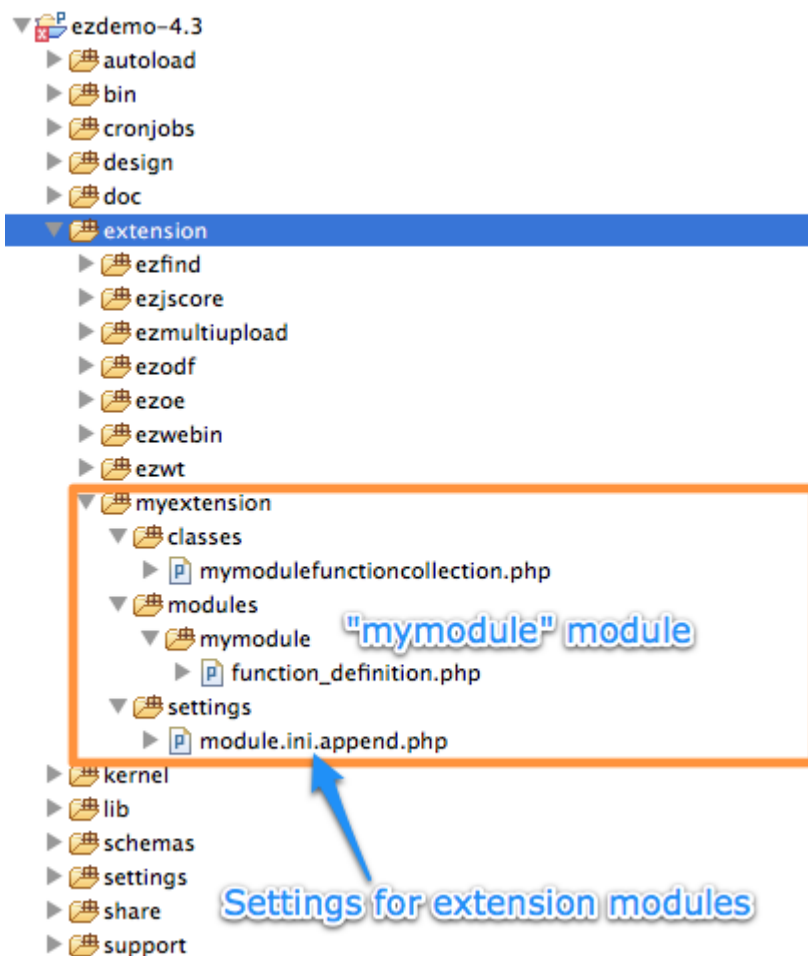 ezdemo-4.3
autoload
bin
cronjobs
design
doc
extension
ezfind
ezjscore
ezmultiupload
ezodf
ezoe
ezwebin
ezwt
myextension
classes
mymodulefunctioncollection.php
modules
mymodule
"mymodule" module
function_definition.php
settings
module.ini.append.php
kernel
lib
schemas
settings
Settings for extension modules
share
support